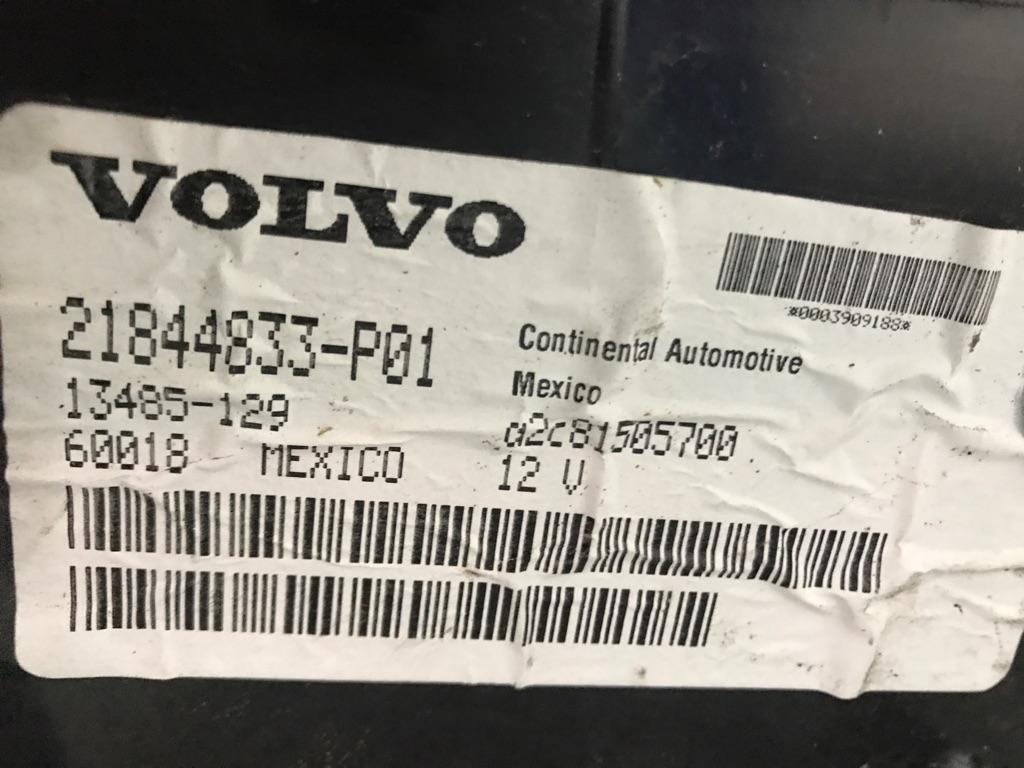 VOLVO
*0003909188*
21844833-P01
Continental Automotive
Mexico
13485-129
a2c81505700
60018 MEXICO
12 V